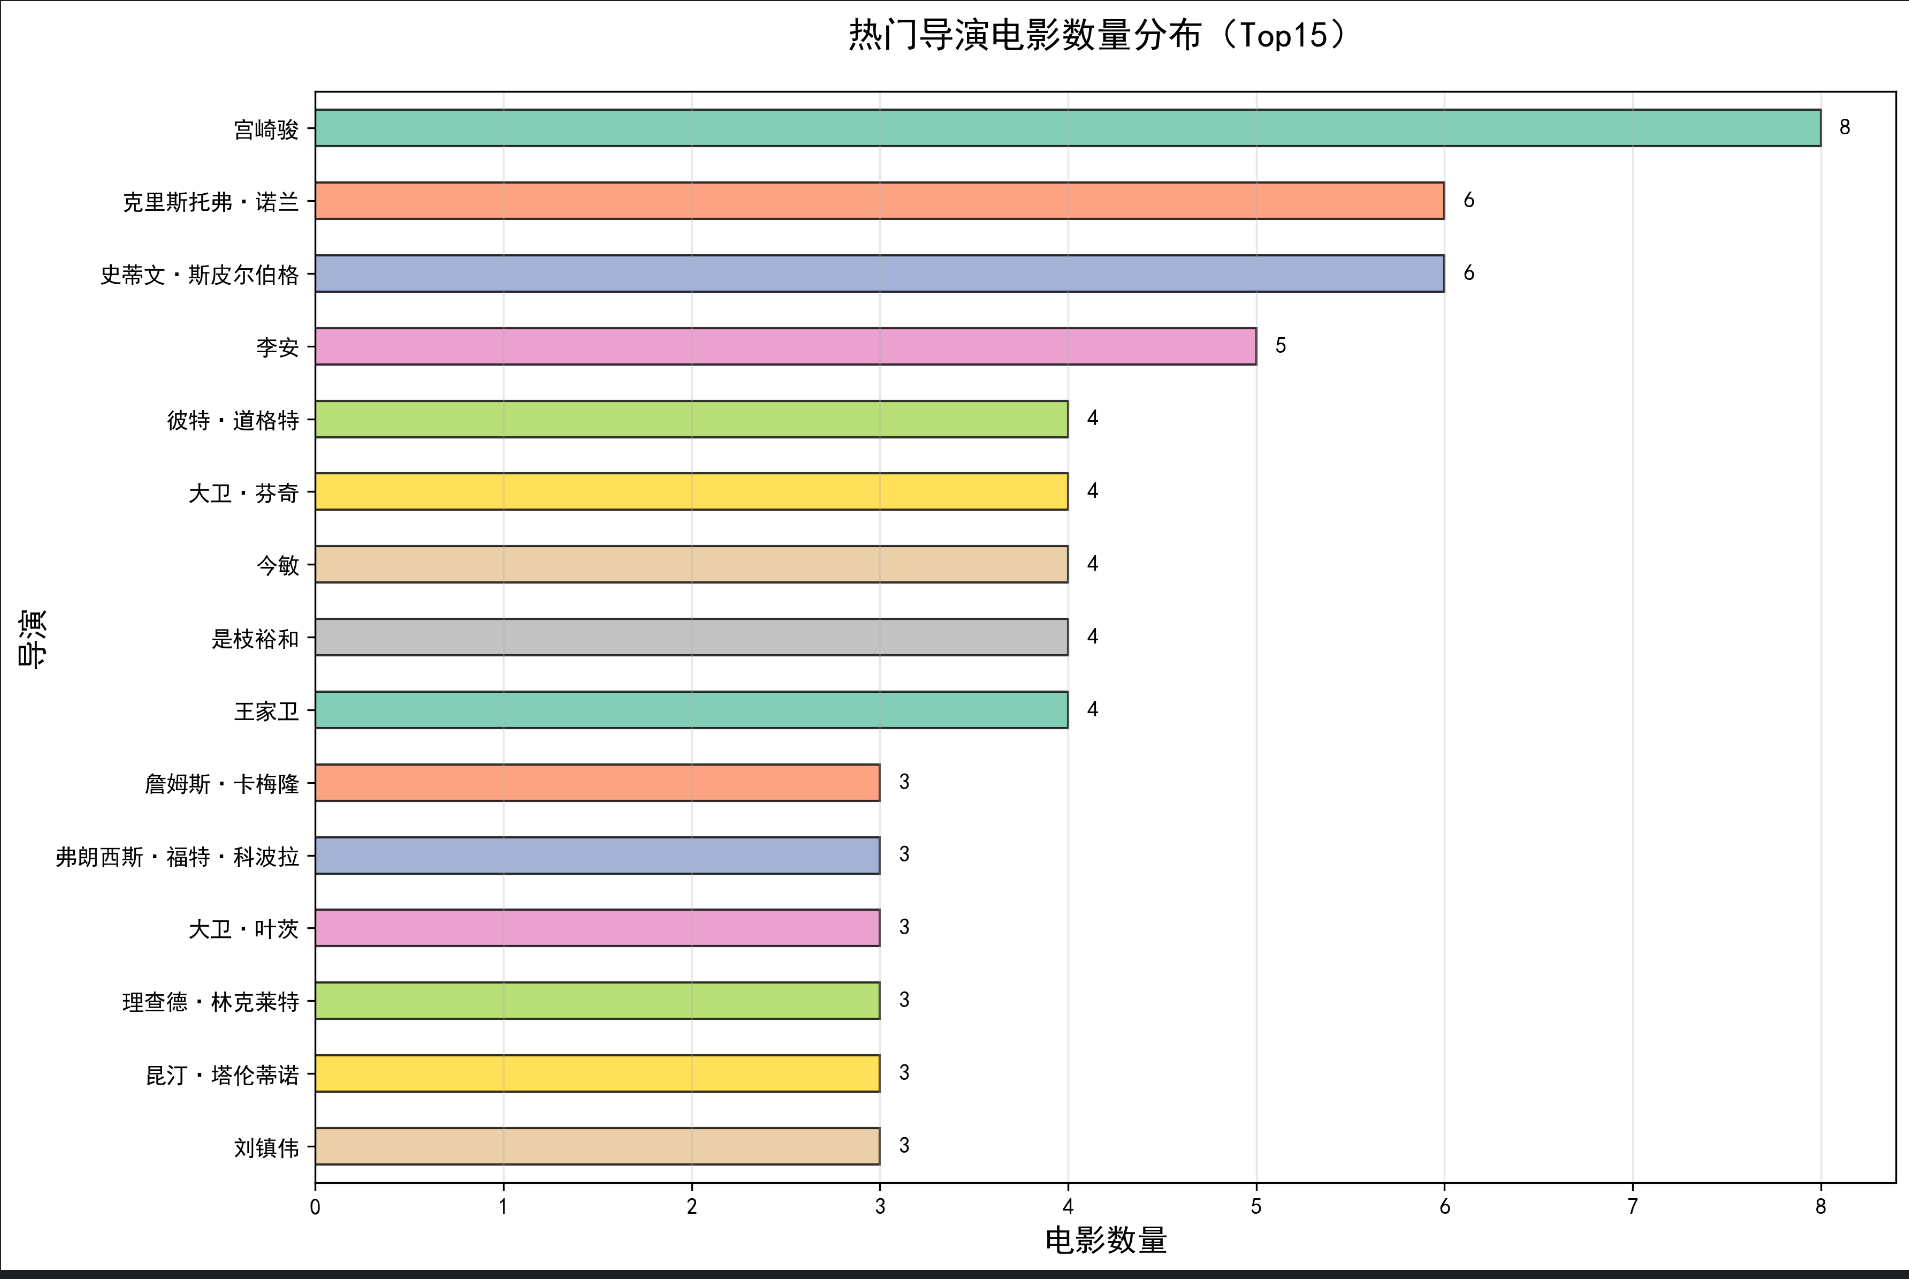 热门导演电影数量分布（Top15）
宫崎骏 8
克里斯托弗·诺兰 6
史蒂文·斯皮尔伯格 6
李安 5
彼特·道格特 4
大卫·芬奇 4
今敏 4
是枝裕和 4
王家卫 4
詹姆斯·卡梅隆 3
弗朗西斯·福特·科波拉 3
大卫·叶茨 3
理查德·林克莱特 3
昆汀·塔伦蒂诺 3
刘镇伟 3
导演
0 1 2 3 4 5 6 7 8
电影数量